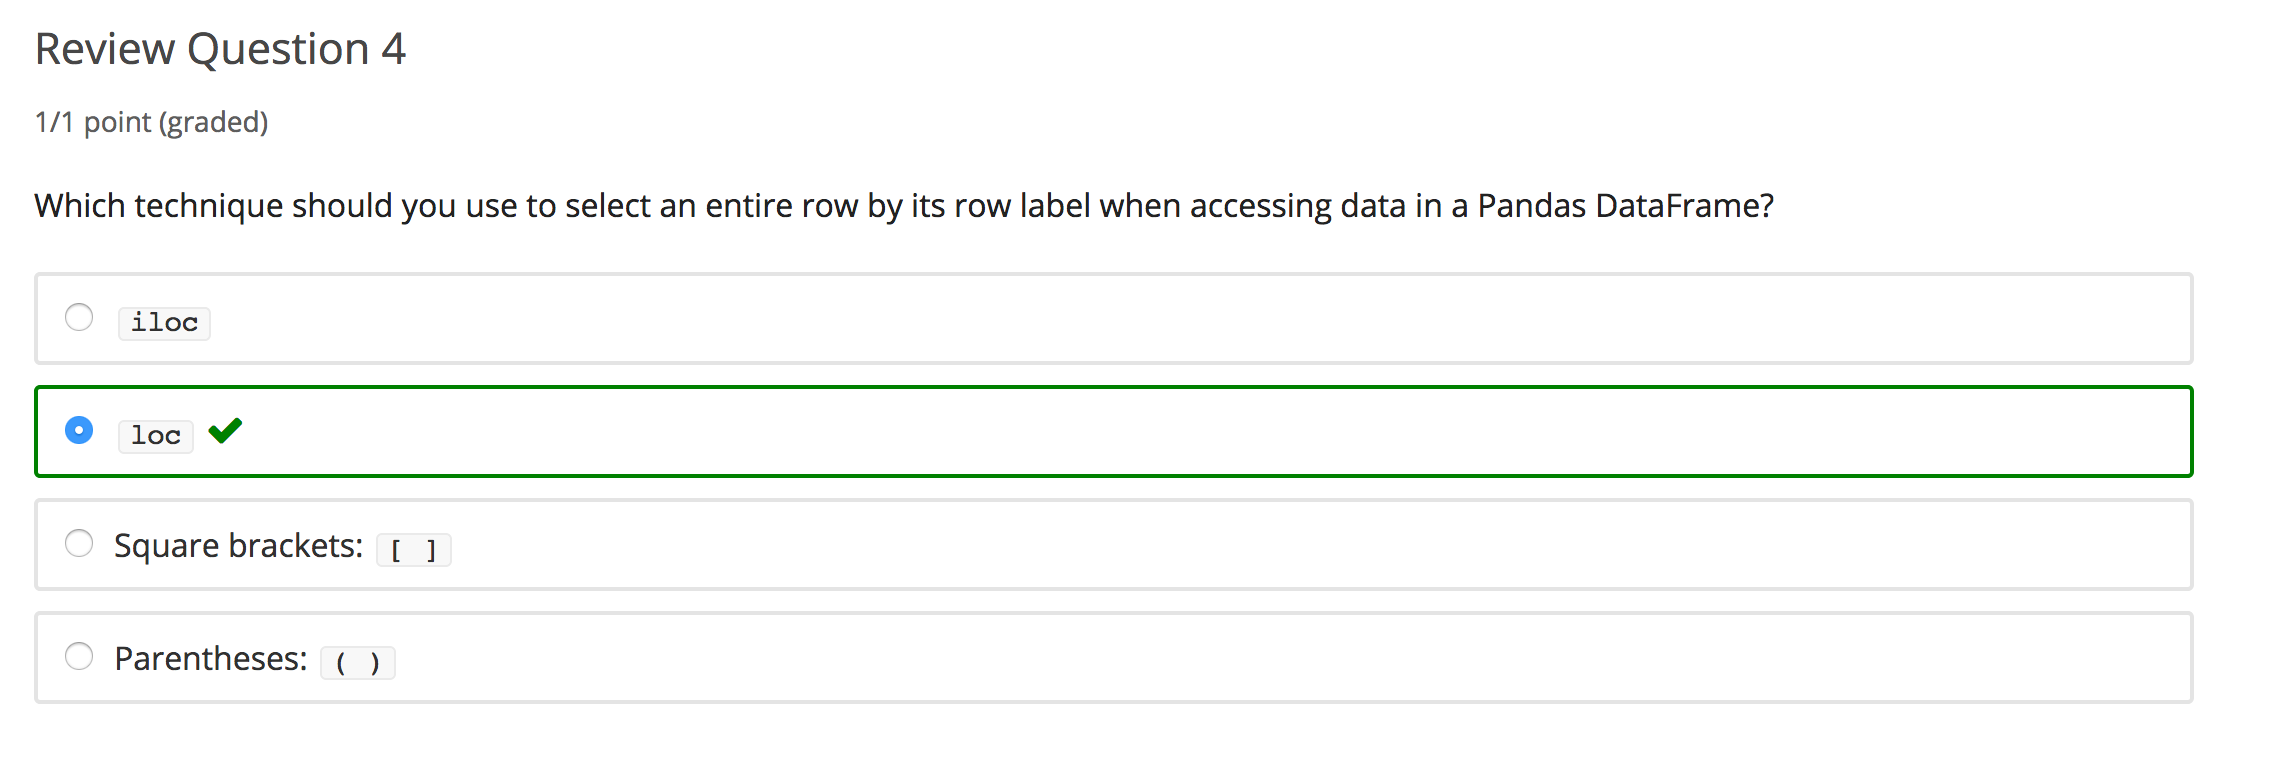 Review Question 4
1/1 point (graded)
Which technique should you use to select an entire row by its row label when accessing data in a Pandas DataFrame?
iloc
loc
Square brackets: [ ]
Parentheses: ( )